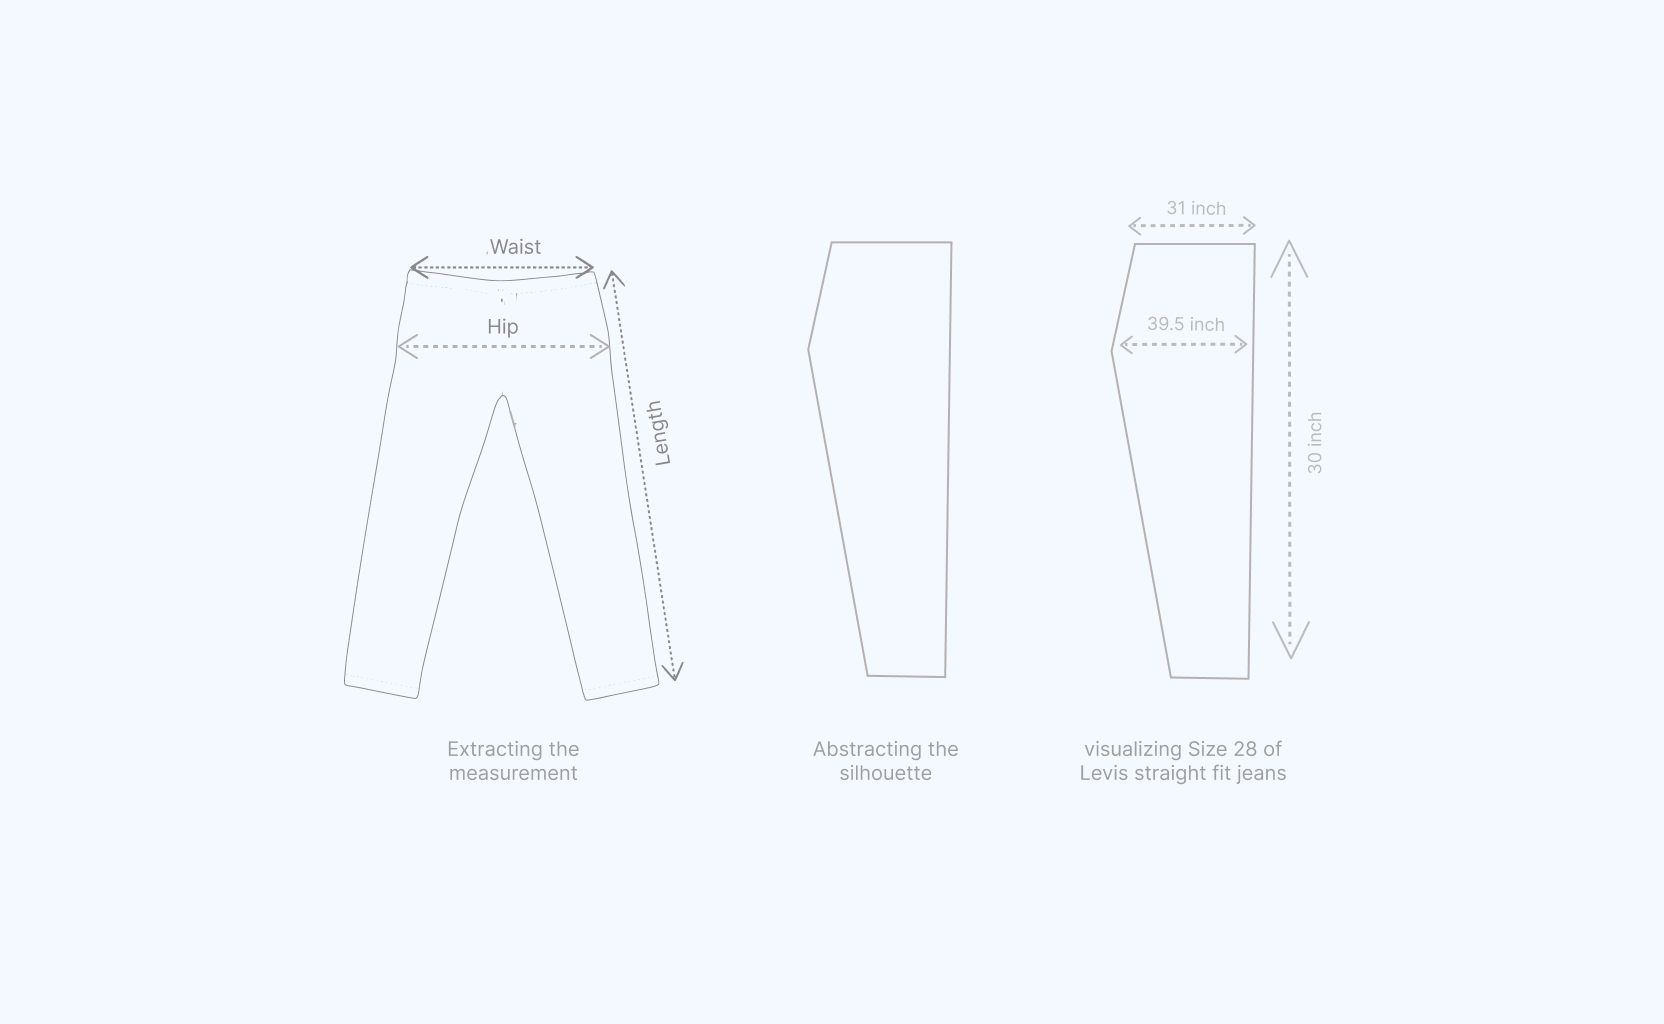 Waist
Hip
Length
Extracting the
measurement
Abstracting the
silhouette
31 inch
39.5 inch
30 inch
visualizing Size 28 of
Levis straight fit jeans